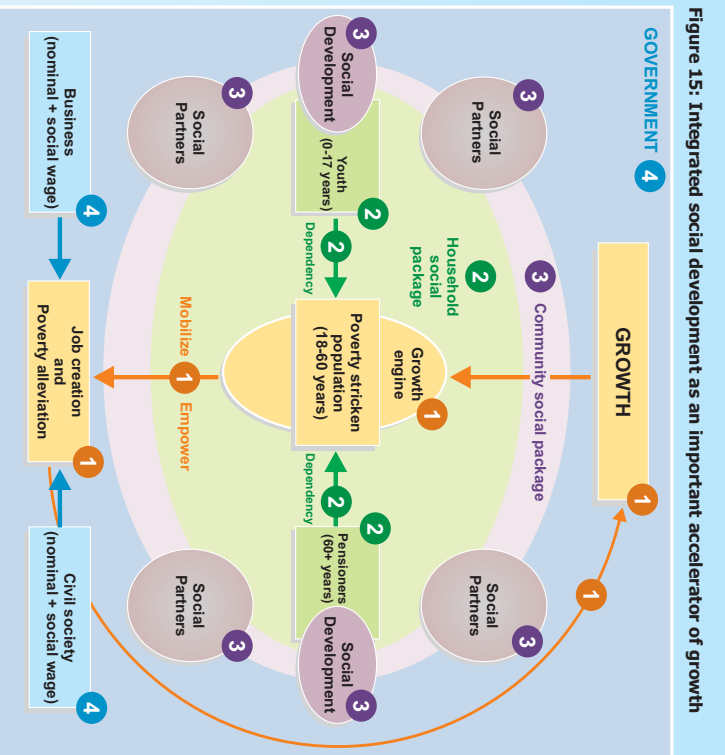 Figure 15: Integrated social development as an important accelerator of growth
GOVERNMENT 4
GROWTH
1
1
3 Community social package
3
Social
Partners
Social
Partners
3
2
Household
social
package
Growth
engine
1
Poverty stricken
population
(18-60 years)
3
Social
Development
Youth
(0-17 years)
2
2
Dependency
2
Dependency
Pensioners
(60+ years)
2
Social
Development
3
3
Social
Partners
Mobilize 1 Empower
Social
Partners
3
Business
(nominal + social wage)
4
Job creation
and
Poverty alleviation
1
Civil society
(nominal + social wage)
4